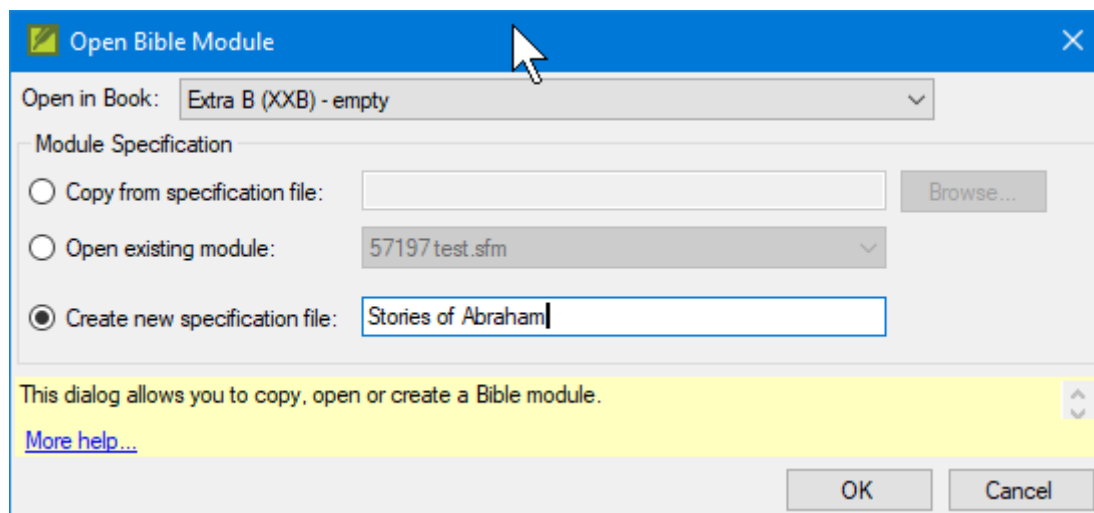 Open Bible Module
Open in Book: Extra B (XXB) - empty
Module Specification
Copy from specification file: Browse...
Open existing module: 57197 test.sfm
Create new specification file: Stories of Abraham
This dialog allows you to copy, open or create a Bible module.
More help...
OK Cancel